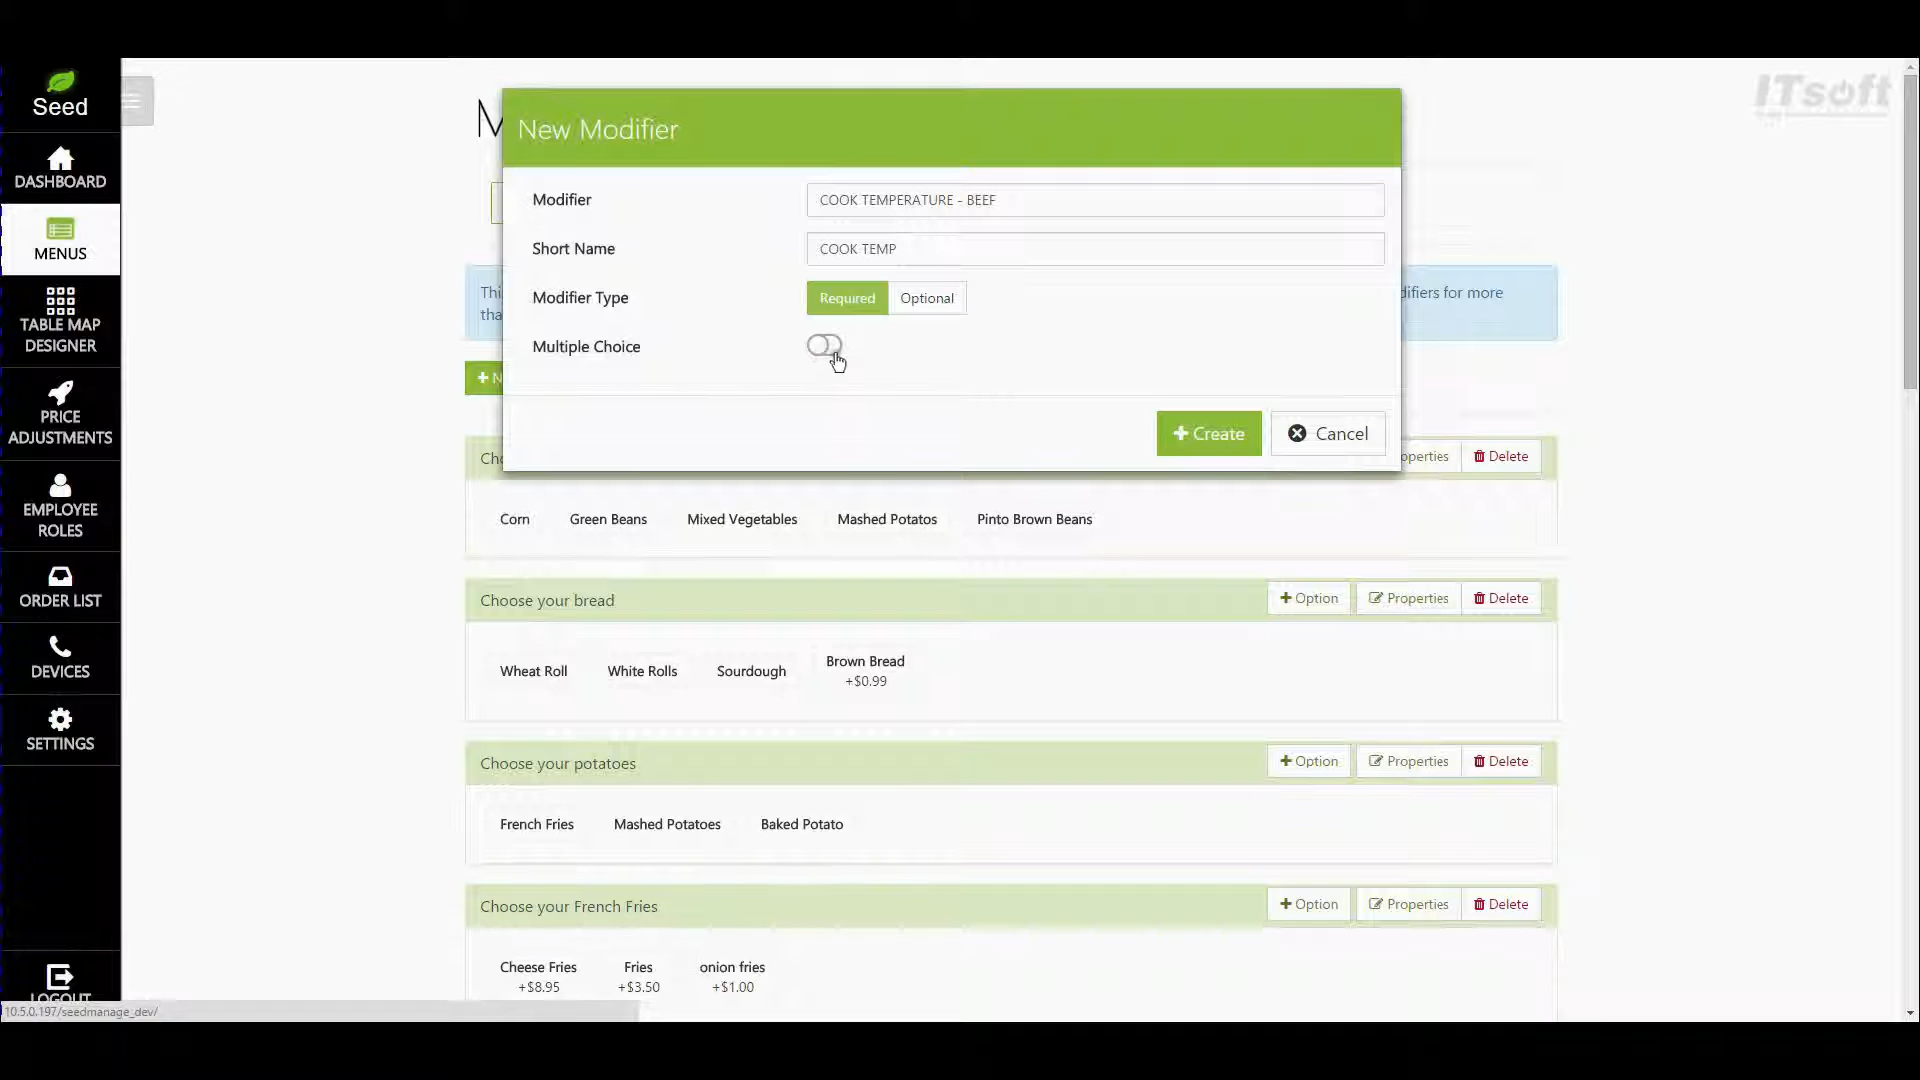 Seed
DASHBOARD
MENUS
TABLE MAP
DESIGNER
PRICE
ADJUSTMENTS
EMPLOYEE
ROLES
ORDER LIST
DEVICES
SETTINGS
LOGOUT
10.5.0.197/seedmanage_dev/
ITsoft
New Modifier
Modifier COOK TEMPERATURE - BEEF
Short Name COOK TEMP
Modifier Type Required Optional
Multiple Choice
+ Create Cancel
difiers for more
+ Option Properties Delete
Corn Green Beans Mixed Vegetables Mashed Potatos Pinto Brown Beans
Choose your bread + Option Properties Delete
Wheat Roll White Rolls Sourdough Brown Bread
+$0.99
Choose your potatoes + Option Properties Delete
French Fries Mashed Potatoes Baked Potato
Choose your French Fries + Option Properties Delete
Cheese Fries Fries onion fries
+$8.95 +$3.50 +$1.00